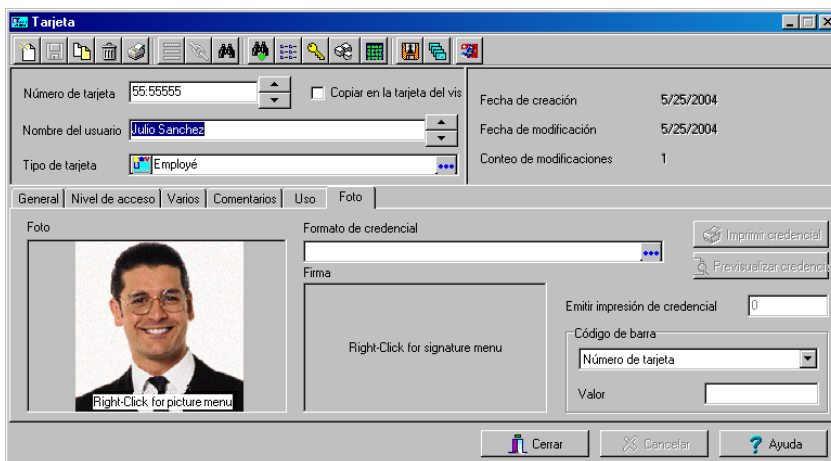 Tarjeta
Número de tarjeta
55:55555
Copiar en la tarjeta del vis
Nombre del usuario
Julio Sanchez
Tipo de tarjeta
Employé
Fecha de creación
5/25/2004
Fecha de modificación
5/25/2004
Conteo de modificaciones
1
General
Nivel de acceso
Varios
Comentarios
Uso
Foto
Foto
Right-Click for picture menu
Formato de credencial
Firma
Right-Click for signature menu
Imprimir credencial
Previsualizar credenci
Emitir impresión de credencial
0
Código de barra
Número de tarjeta
Valor
Cerrar
Cancelar
Ayuda